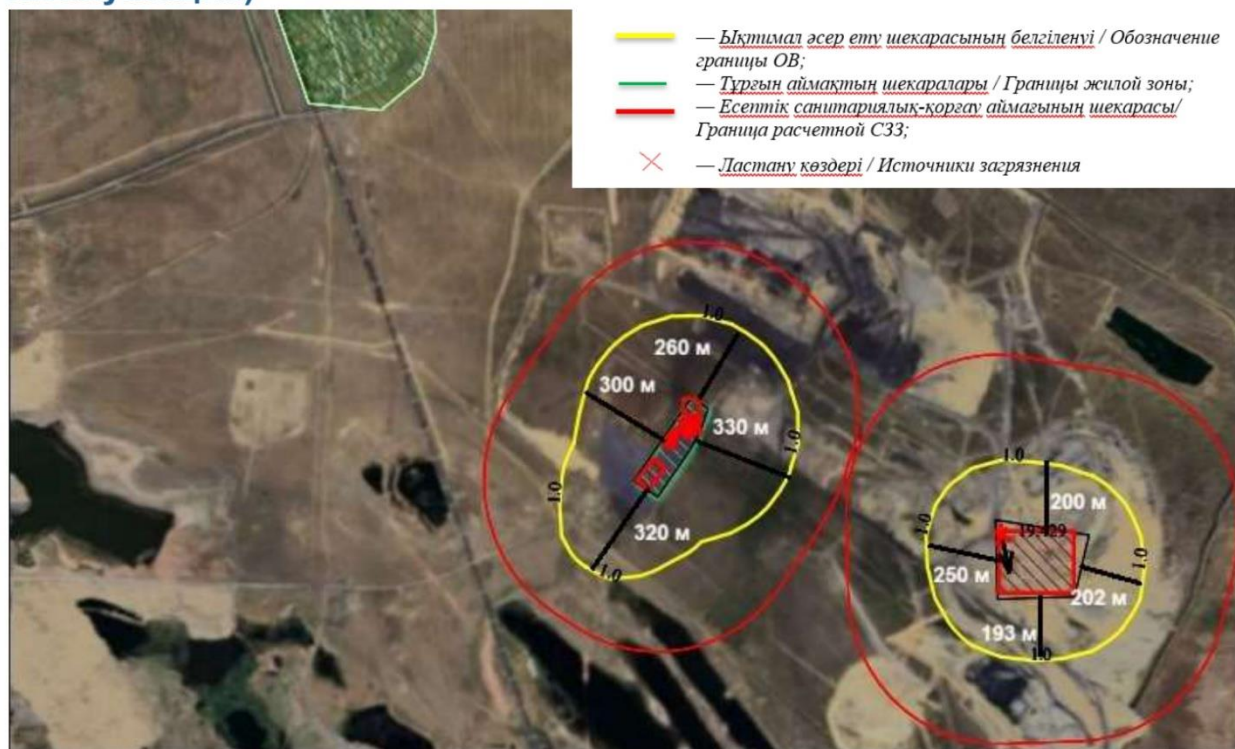 — Ықтимал әсер ету шекарасының белгіленуі / Обозначение
границы ОВ;
— Тұрғын аймақтың шекаралары / Границы жилой зоны;
— Есептік санитариялық-қорғау аймағының шекарасы/
Граница расчетной СЗЗ;
— Ластану көздері / Источники загрязнения
1.0
260 м
300 м
330 м
1.0
1.0
320 м
1.0
1.0
200 м
1.0
19.429
1.0
250 м
202 м
193 м
1.0